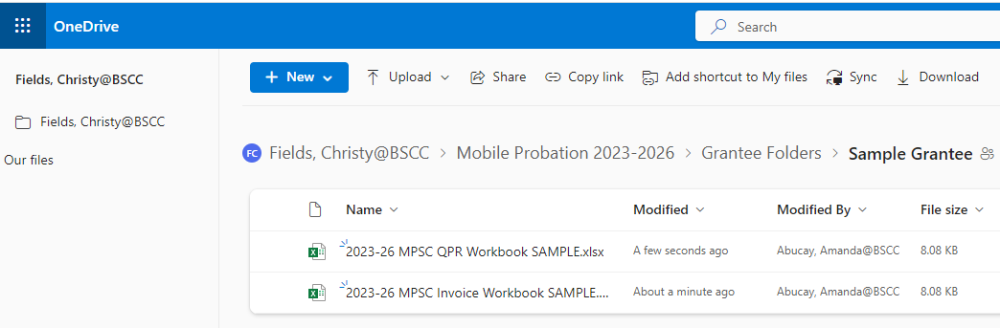 OneDrive
Search
Fields, Christy@BSCC
Fields, Christy@BSCC
Our files
New Upload Share Copy link Add shortcut to My files Sync Download
FC Fields, Christy@BSCC > Mobile Probation 2023-2026 > Grantee Folders > Sample Grantee
Name Modified Modified By File size
2023-26 MPSC QPR Workbook SAMPLE.xlsx A few seconds ago Abucay, Amanda@BSCC 8.08 KB
2023-26 MPSC Invoice Workbook SAMPLE.... About a minute ago Abucay, Amanda@BSCC 8.08 KB